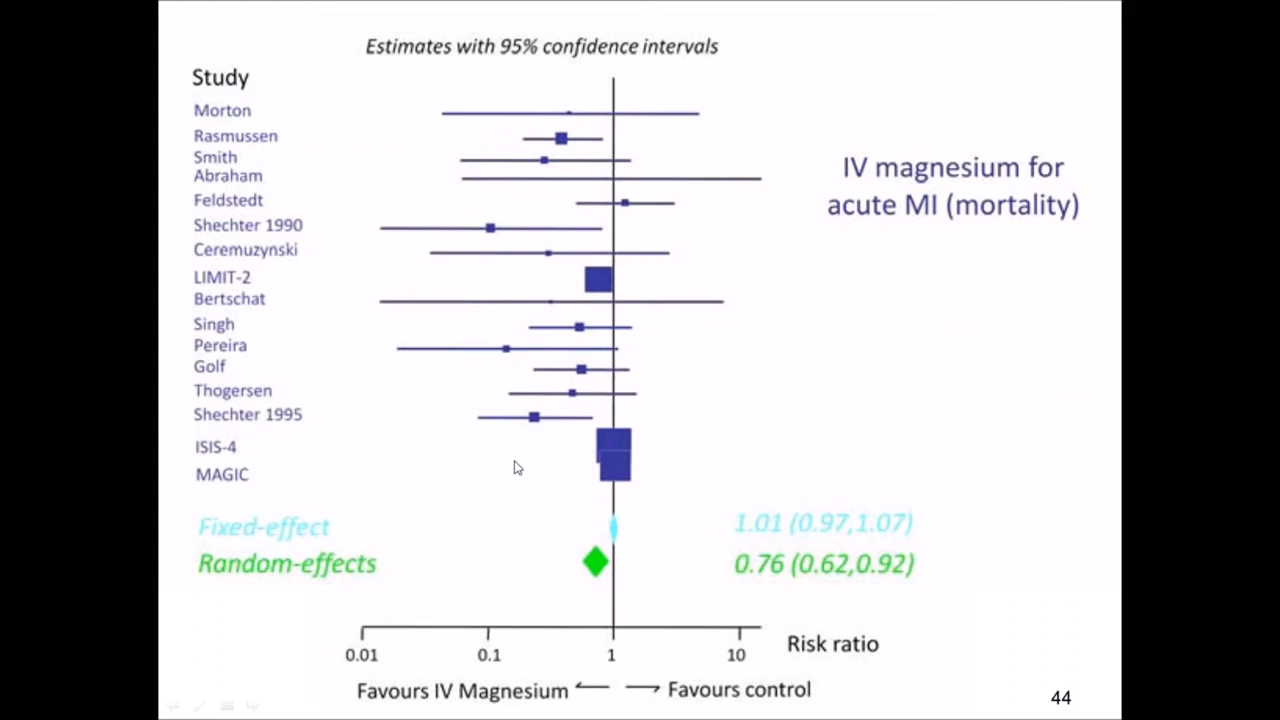 Estimates with 95% confidence intervals
Study
Morton
Rasmussen
Smith
Abraham
Feldstedt
Shechter 1990
Ceremuzynski
LIMIT-2
Bertschat
Singh
Pereira
Golf
Thogersen
Shechter 1995
ISIS-4
MAGIC
IV magnesium for
acute MI (mortality)
Fixed-effect 1.01 (0.97,1.07)
Random-effects 0.76 (0.62,0.92)
0.01 0.1 1 10 Risk ratio
Favours IV Magnesium Favours control
44